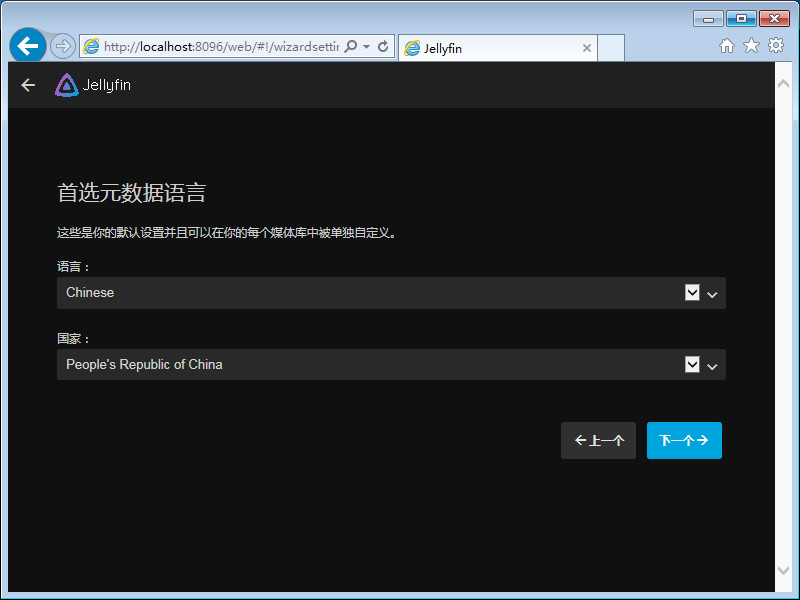 http://localhost:8096/web/#!/wizardsettin
Jellyfin
Jellyfin
首选元数据语言
这些是你的默认设置并且可以在你的每个媒体库中被单独自定义。
语言：
Chinese
国家：
People's Republic of China
上一个
下一个